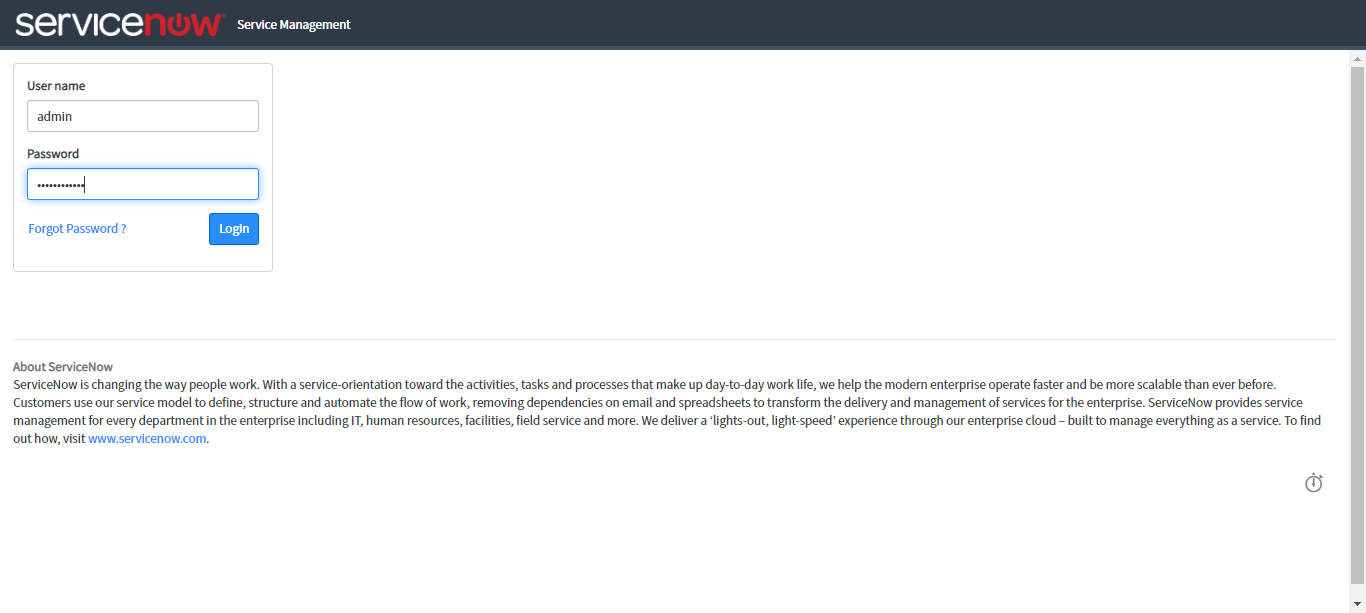 servicenow Service Management
User name
admin
Password
••••••••••••
Forgot Password ?
Login
About ServiceNow
ServiceNow is changing the way people work. With a service-orientation toward the activities, tasks and processes that make up day-to-day work life, we help the modern enterprise operate faster and be more scalable than ever before.
Customers use our service model to define, structure and automate the flow of work, removing dependencies on email and spreadsheets to transform the delivery and management of services for the enterprise. ServiceNow provides service
management for every department in the enterprise including IT, human resources, facilities, field service and more. We deliver a ‘lights-out, light-speed’ experience through our enterprise cloud – built to manage everything as a service. To find
out how, visit www.servicenow.com.